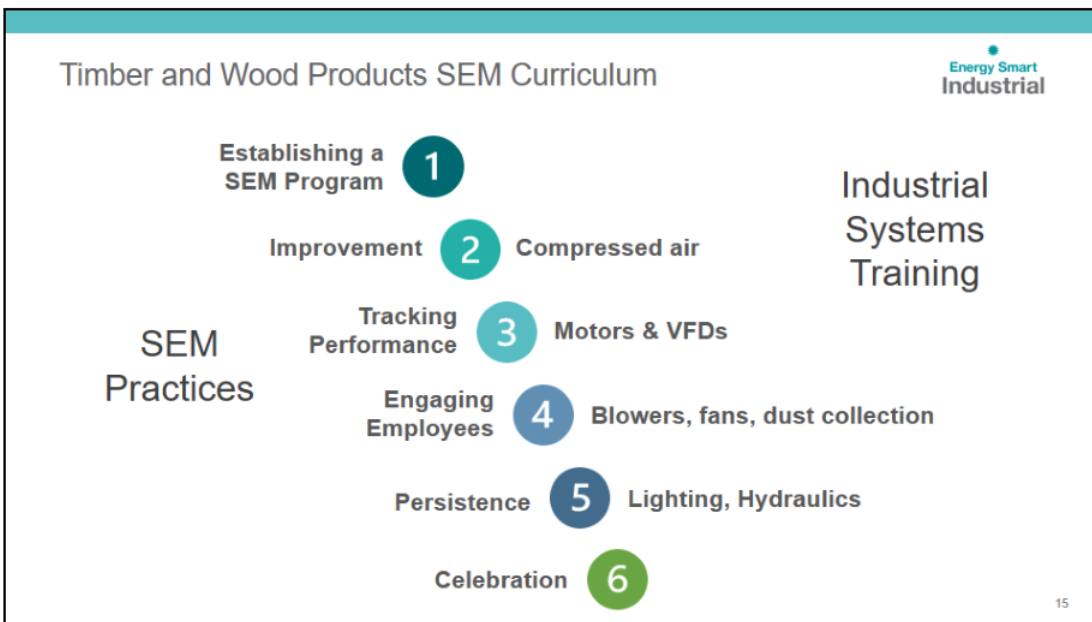 Timber and Wood Products SEM Curriculum
Energy Smart
Industrial
Establishing a
SEM Program
1
Industrial
Systems
Training
Improvement 2 Compressed air
Tracking
Performance
3 Motors & VFDs
SEM
Practices
Engaging
Employees
4 Blowers, fans, dust collection
Persistence 5 Lighting, Hydraulics
Celebration 6
15